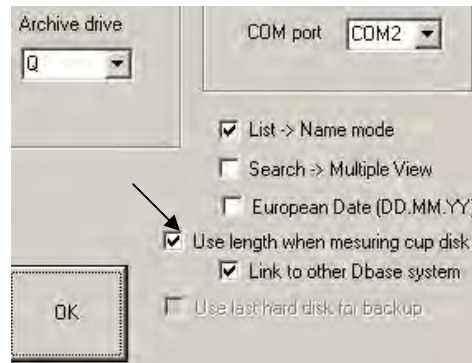 Archive drive
Q
COM port COM2
List -> Name mode
Search -> Multiple View
European Date (DD.MM.YY)
Use length when mesuring cup disk
Link to other Dbase system
OK
Use last hard disk for backup